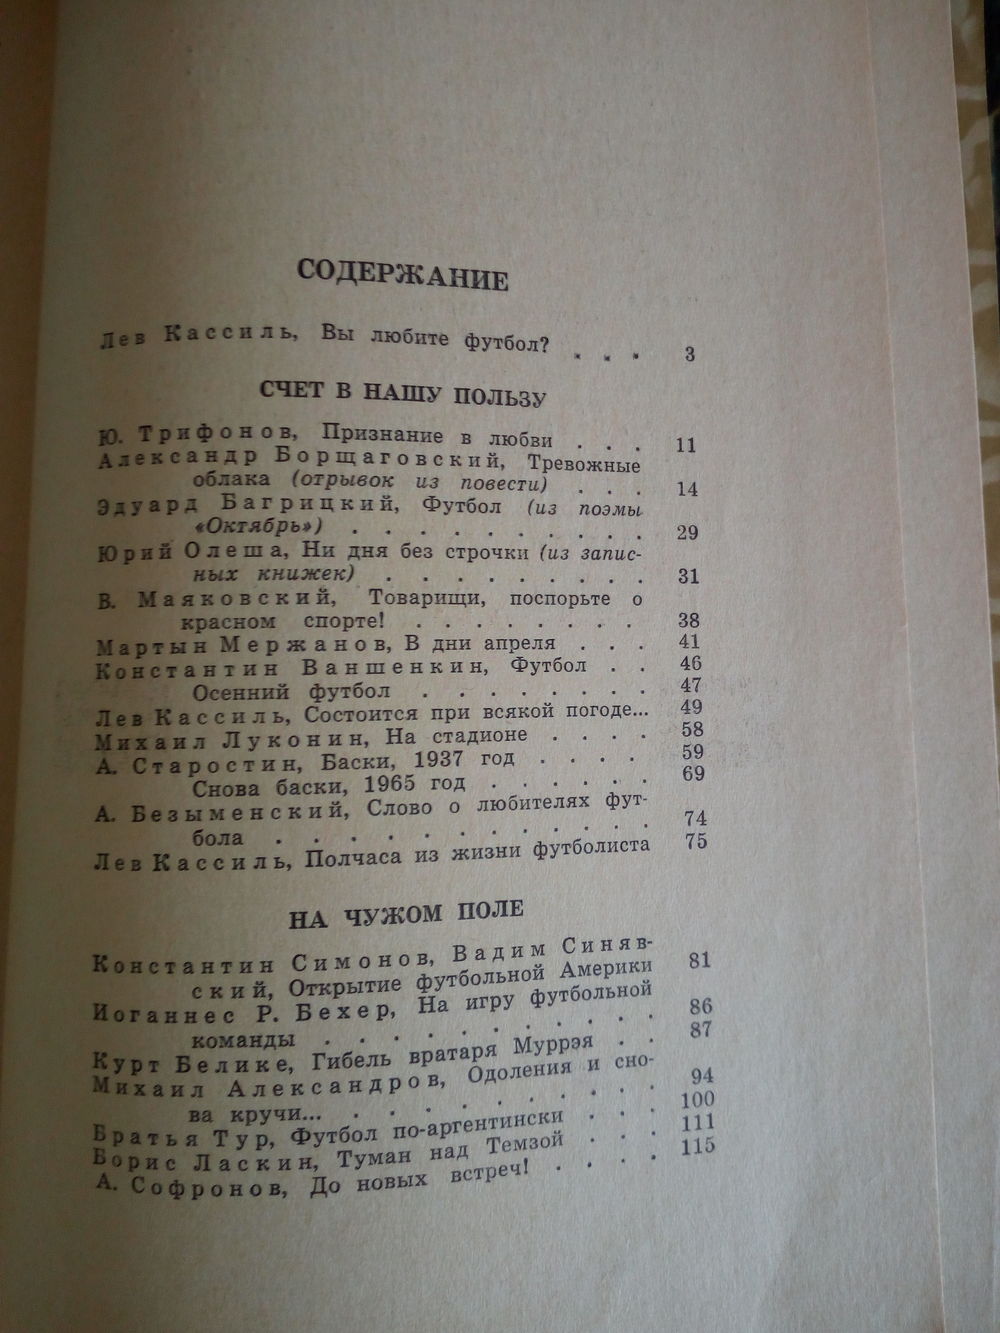 СОДЕРЖАНИЕ
Лев Кассиль, Вы любите футбол? . . . 3
СЧЕТ В НАШУ ПОЛЬЗУ
Ю. Трифонов, Признание в любви . . . 11
Александр Борщаговский, Тревожные
облака (отрывок из повести) . . . 14
Эдуард Багрицкий, Футбол (из поэмы
«Октябрь») . . . . . . . . . . 29
Юрий Олеша, Ни дня без строчки (из запис-
ных книжек) . . . . . . . . . 31
В. Маяковский, Товарищи, поспорьте о
красном спорте! . . . . . . . . 38
Мартын Мержанов, В дни апреля . . . 41
Константин Ваншенкин, Футбол . . 46
Осенний футбол . . . . . . . . 47
Лев Кассиль, Состоится при всякой погоде... 49
Михаил Луконин, На стадионе . . . . 58
А. Старостин, Баски, 1937 год . . . . 59
Снова баски, 1965 год . . . . . . 69
А. Безыменский, Слово о любителях фут-
бола . . . . . . . . . . . 74
Лев Кассиль, Полчаса из жизни футболиста 75
НА ЧУЖОМ ПОЛЕ
Константин Симонов, Вадим Синяв-
ский, Открытие футбольной Америки 81
Иоганнес Р. Бехер, На игру футбольной
команды . . . . . . . . . . 86
Курт Белике, Гибель вратаря Муррэя . . 87
Михаил Александров, Одоления и сно-
ва кручи... . . . . . . . . . 94
Братья Тур, Футбол по-аргентински . . . 100
Борис Ласкин, Туман над Темзой . . . 111
А. Софронов, До новых встреч! . . . . 115